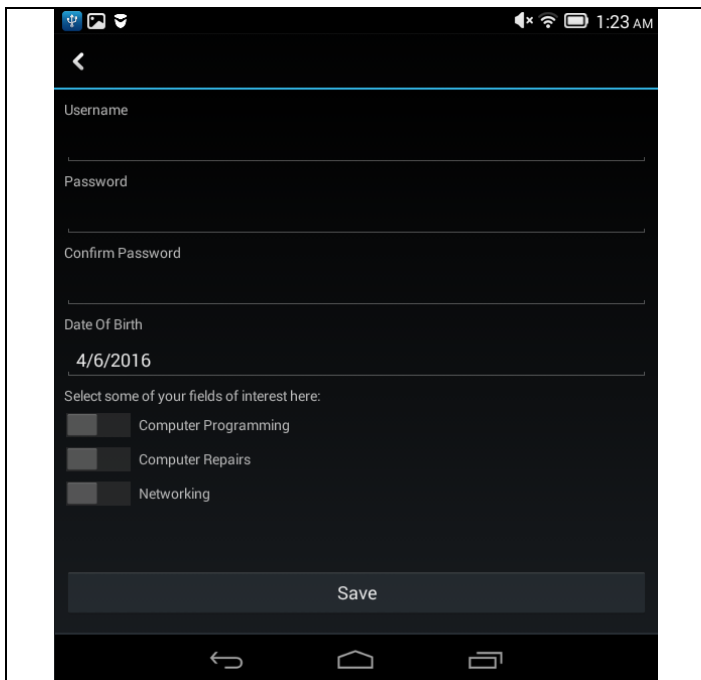 1:23 AM
Username
Password
Confirm Password
Date Of Birth
4/6/2016
Select some of your fields of interest here:
Computer Programming
Computer Repairs
Networking
Save